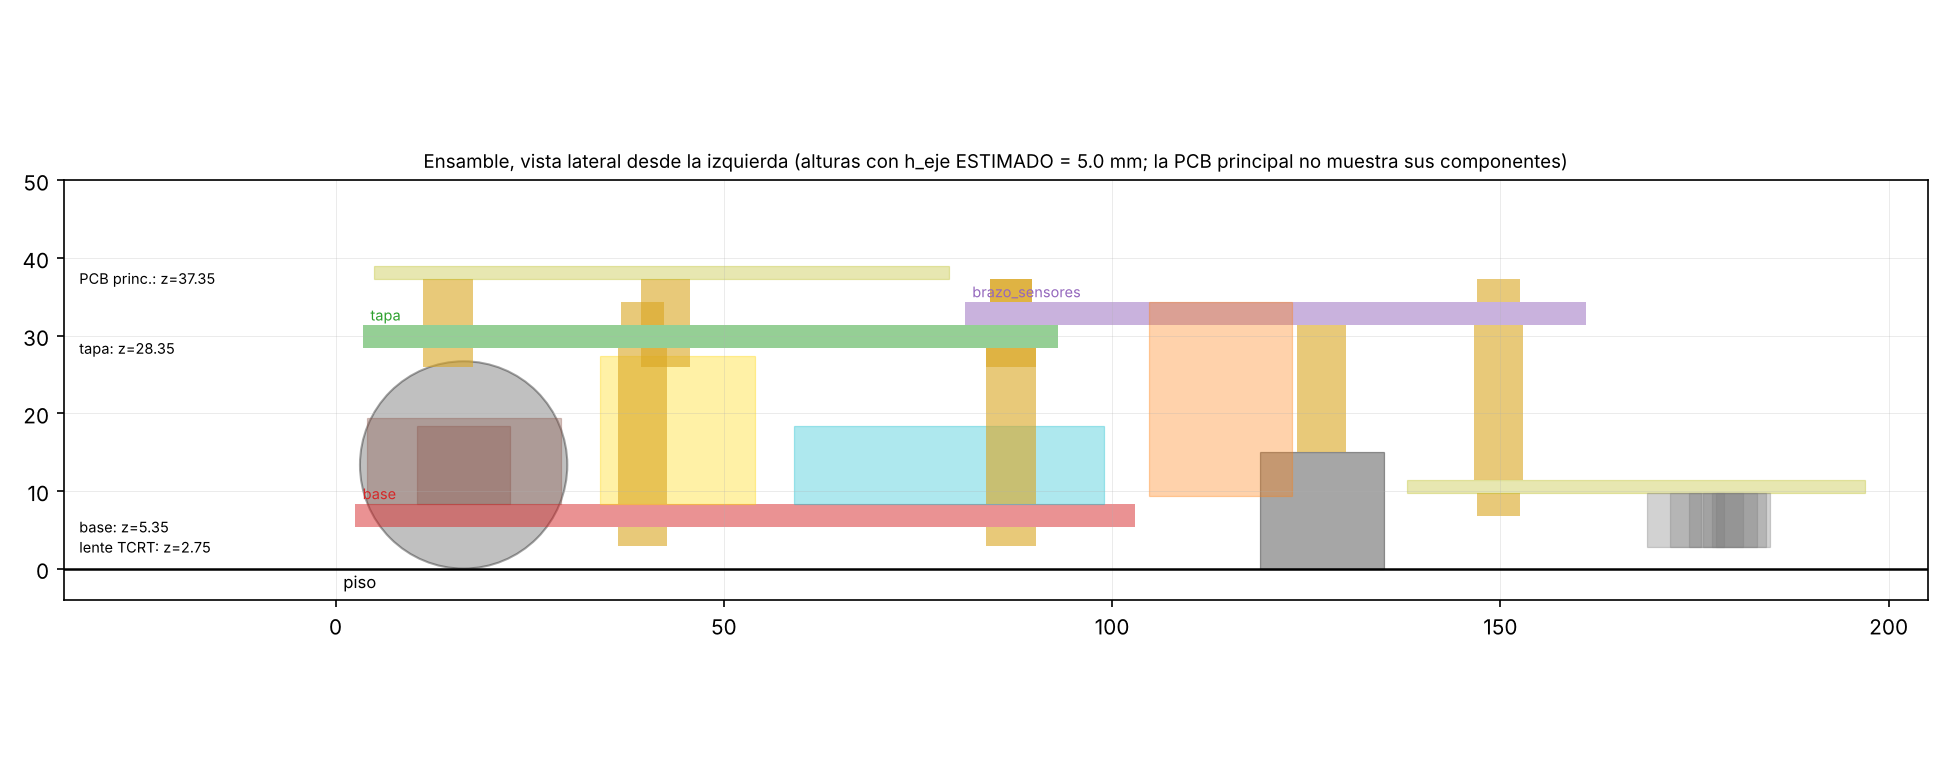 Ensamble, vista lateral desde la izquierda (alturas con h_eje ESTIMADO = 5.0 mm; la PCB principal no muestra sus componentes)
50
40
PCB princ.: z=37.35
brazo_sensores
tapa
30
tapa: z=28.35
20
10
base
base: z=5.35
lente TCRT: z=2.75
0
piso
0
50
100
150
200